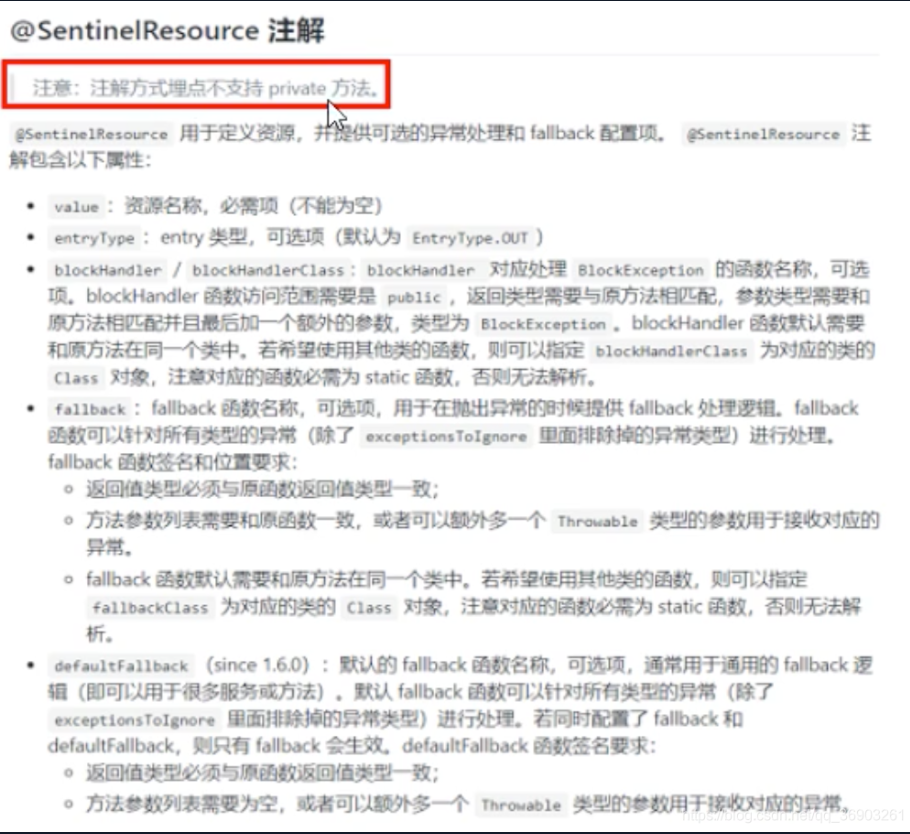 @SentinelResource 注解
注意：注解方式埋点不支持 private 方法。
@SentinelResource 用于定义资源，并提供可选的异常处理和 fallback 配置项。 @SentinelResource 注
解包含以下属性：
value：资源名称，必需项（不能为空）
entryType：entry 类型，可选项（默认为 EntryType.OUT ）
blockHandler / blockHandlerClass：blockHandler 对应处理 BlockException 的函数名称，可选
项。blockHandler 函数访问范围需要是 public ，返回类型需要与原方法相匹配，参数类型需要和
原方法相匹配并且最后加一个额外的参数，类型为 BlockException 。blockHandler 函数默认需要
和原方法在同一个类中。若希望使用其他类的函数，则可以指定 blockHandlerClass 为对应的类的
Class 对象，注意对应的函数必需为 static 函数，否则无法解析。
fallback：fallback 函数名称，可选项，用于在抛出异常的时候提供 fallback 处理逻辑。fallback
函数可以针对所有类型的异常（除了 exceptionsToIgnore 里面排除掉的异常类型）进行处理。
fallback 函数签名和位置要求：
返回值类型必须与原函数返回值类型一致；
方法参数列表需要和原函数一致，或者可以额外多一个 Throwable 类型的参数用于接收对应的
异常。
fallback 函数默认需要和原方法在同一个类中。若希望使用其他类的函数，则可以指定
fallbackClass 为对应的类的 Class 对象，注意对应的函数必需为 static 函数，否则无法解
析。
defaultFallback （since 1.6.0）：默认的 fallback 函数名称，可选项，通常用于通用的 fallback 逻
辑（即可以用于很多服务或方法）。默认 fallback 函数可以针对所有类型的异常（除了
exceptionsToIgnore 里面排除掉的异常类型）进行处理。若同时配置了 fallback 和
defaultFallback，则只有 fallback 会生效。defaultFallback 函数签名要求：
返回值类型必须与原函数返回值类型一致；
方法参数列表需要为空，或者可以额外多一个 Throwable 类型的参数用于接收对应的异常。
https://blog.csdn.net/qq_36903261